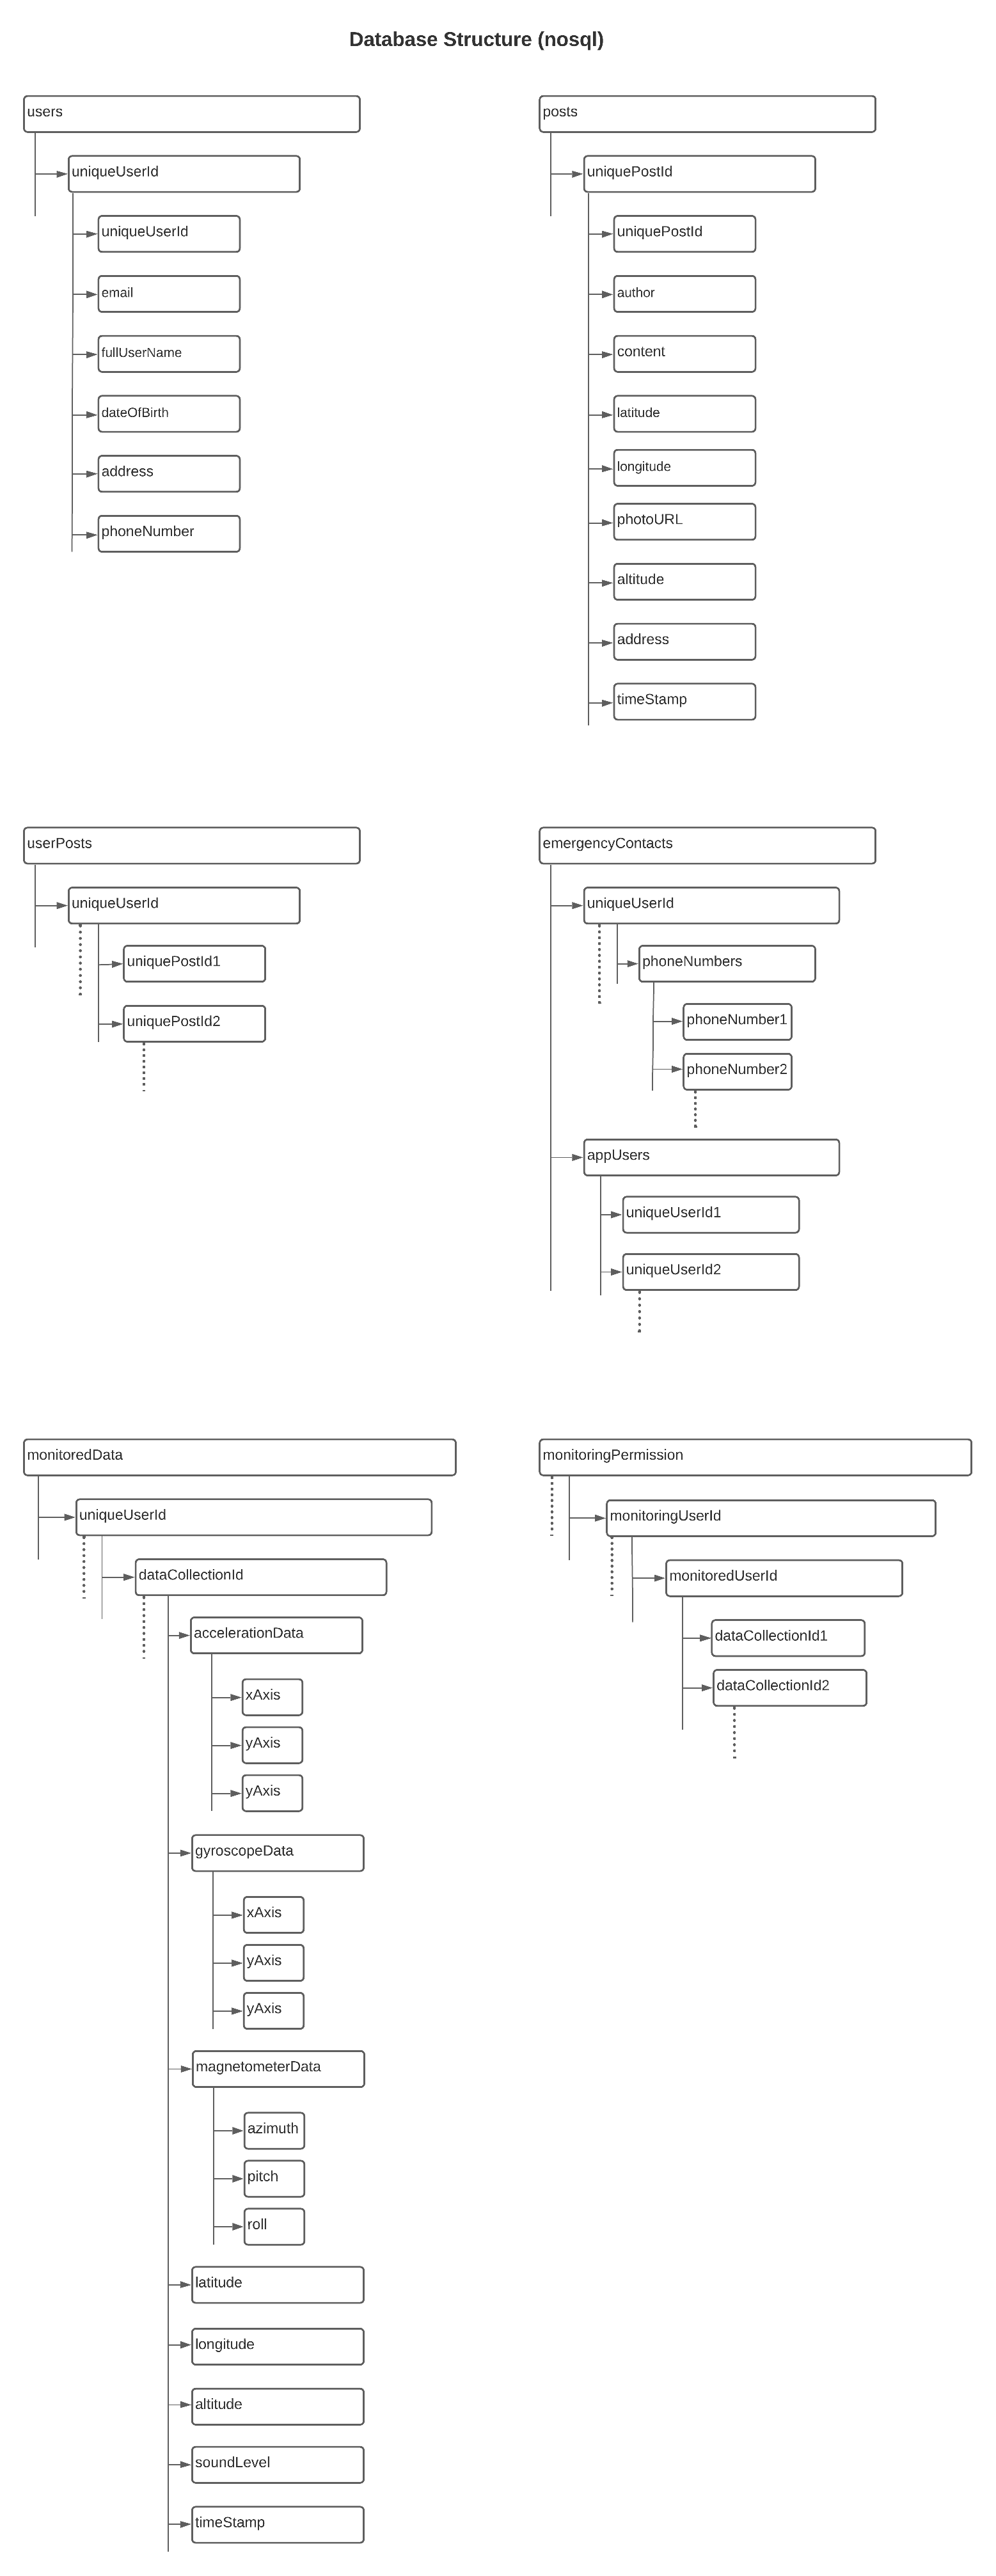 Database Structure (nosql)
users
uniqueUserId
uniqueUserId
email
fullUserName
dateOfBirth
address
phoneNumber
posts
uniquePostId
uniquePostId
author
content
latitude
longitude
photoURL
altitude
address
timeStamp
userPosts
uniqueUserId
uniquePostId1
uniquePostId2
emergencyContacts
uniqueUserId
phoneNumbers
phoneNumber1
phoneNumber2
appUsers
uniqueUserId1
uniqueUserId2
monitoredData
uniqueUserId
dataCollectionId
accelerationData
xAxis
yAxis
yAxis
gyroscopeData
xAxis
yAxis
yAxis
magnetometerData
azimuth
pitch
roll
latitude
longitude
altitude
soundLevel
timeStamp
monitoringPermission
monitoringUserId
monitoredUserId
dataCollectionId1
dataCollectionId2